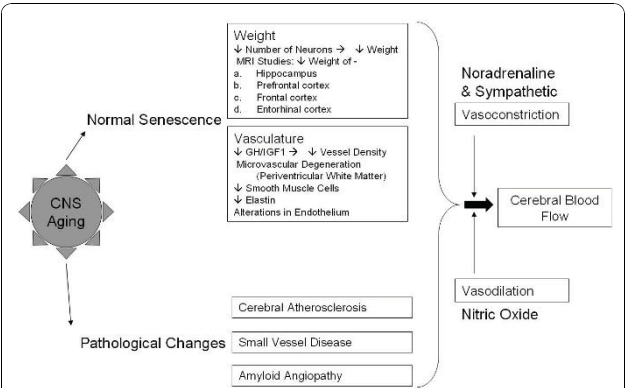 CNS
Aging
Normal Senescence
Pathological Changes
Weight
↓ Number of Neurons → ↓ Weight
MRI Studies: ↓ Weight of -
a. Hippocampus
b. Prefrontal cortex
c. Frontal cortex
d. Entorhinal cortex
Vasculature
↓ GH/IGF1 → ↓ Vessel Density
Microvascular Degeneration
(Periventricular White Matter)
↓ Smooth Muscle Cells
↓ Elastin
Alterations in Endothelium
Cerebral Atherosclerosis
Small Vessel Disease
Amyloid Angiopathy
Noradrenaline
& Sympathetic
Vasoconstriction
Cerebral Blood
Flow
Vasodilation
Nitric Oxide